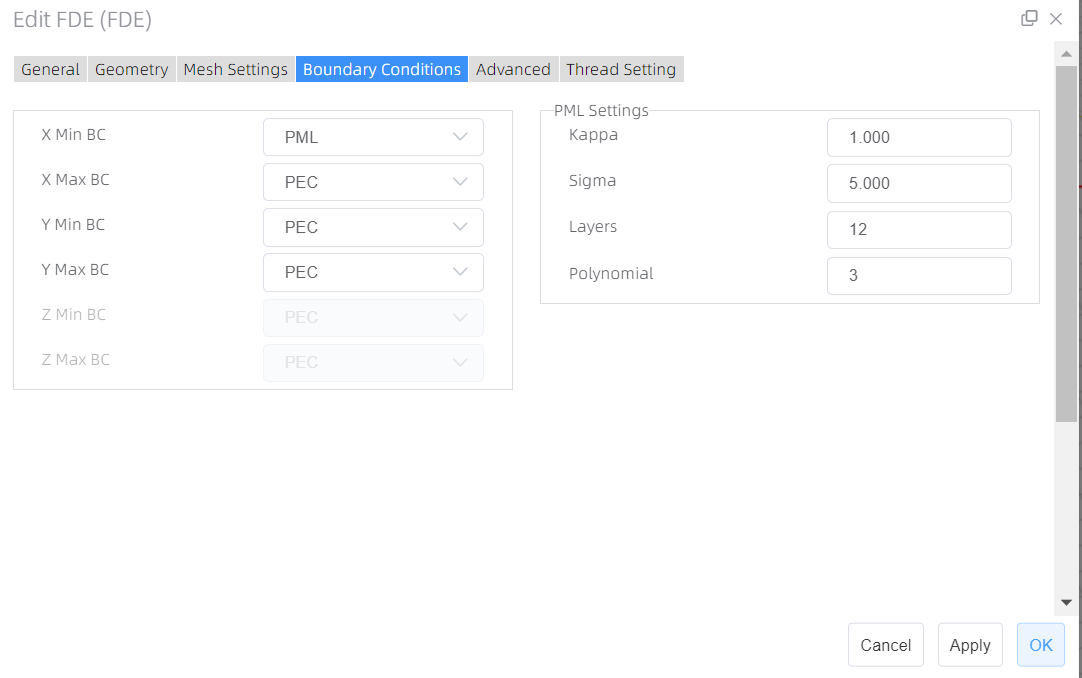 Edit FDE (FDE)
General Geometry Mesh Settings Boundary Conditions Advanced Thread Setting
X Min BC PML
X Max BC PEC
Y Min BC PEC
Y Max BC PEC
Z Min BC PEC
Z Max BC PEC
PML Settings
Kappa 1.000
Sigma 5.000
Layers 12
Polynomial 3
Cancel Apply OK